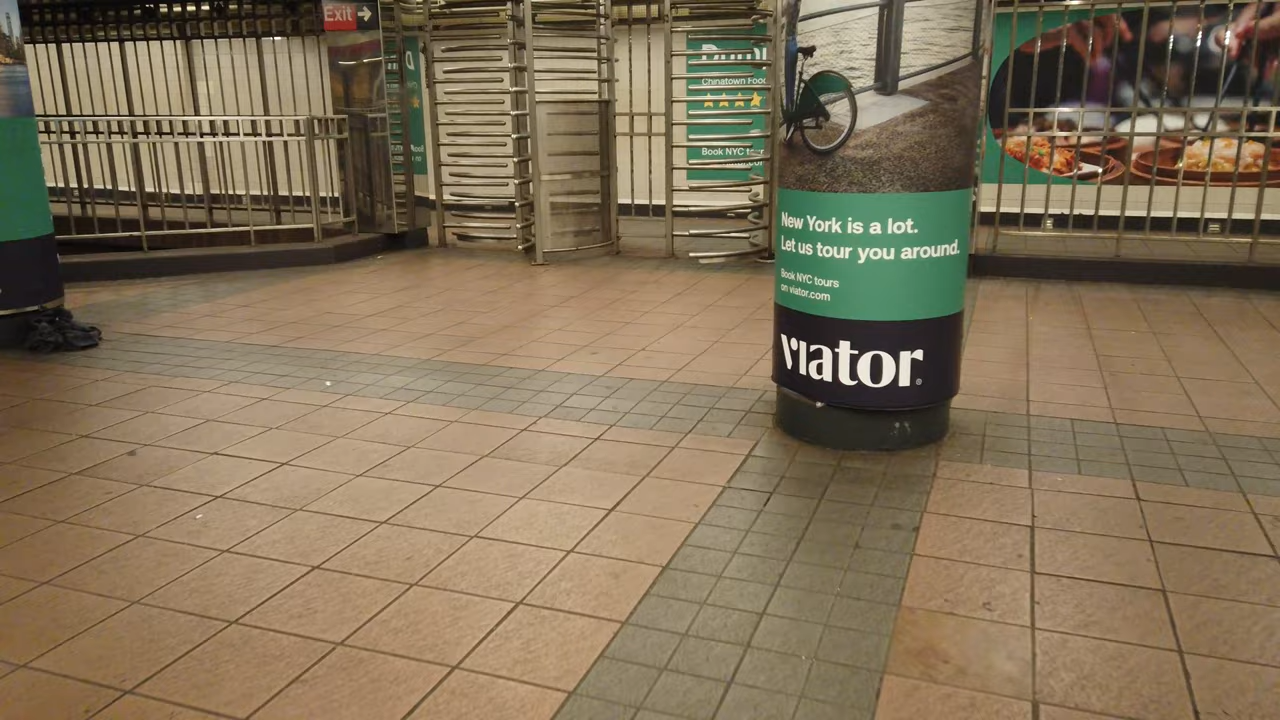 Exit →
Chinatown Food
Book NYC tour
New York is a lot.
Let us tour you around.
Book NYC tours
on viator.com
viator®